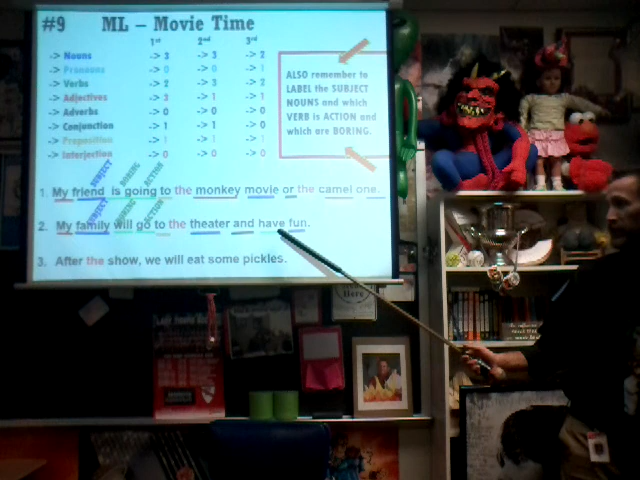 #9 ML – Movie Time
1st 2nd 3rd
-> Nouns -> 3 -> 3 -> 2
-> Pronouns -> 0 -> 0 -> 1
-> Verbs -> 2 -> 3 -> 2
-> Adjectives -> 3 -> 1 -> 1
-> Adverbs -> 0 -> 0 -> 0
-> Conjunction -> 1 -> 1 -> 0
-> Preposition -> 1 -> 1 -> 1
-> Interjection -> 0 -> 0 -> 0
ALSO remember to
LABEL the SUBJECT
NOUNS and which
VERB is ACTION and
which are BORING.
SUBJECT BORING ACTION
1. My friend is going to the monkey movie or the camel one.
SUBJECT BORING ACTION
2. My family will go to the theater and have fun.
3. After the show, we will eat some pickles.
Here